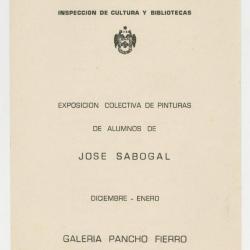 INSPECCION DE CULTURA Y BIBLIOTECAS
EXPOSICION COLECTIVA DE PINTURAS
DE ALUMNOS DE
JOSE SABOGAL
DICIEMBRE - ENERO
GALERIA PANCHO FIERRO